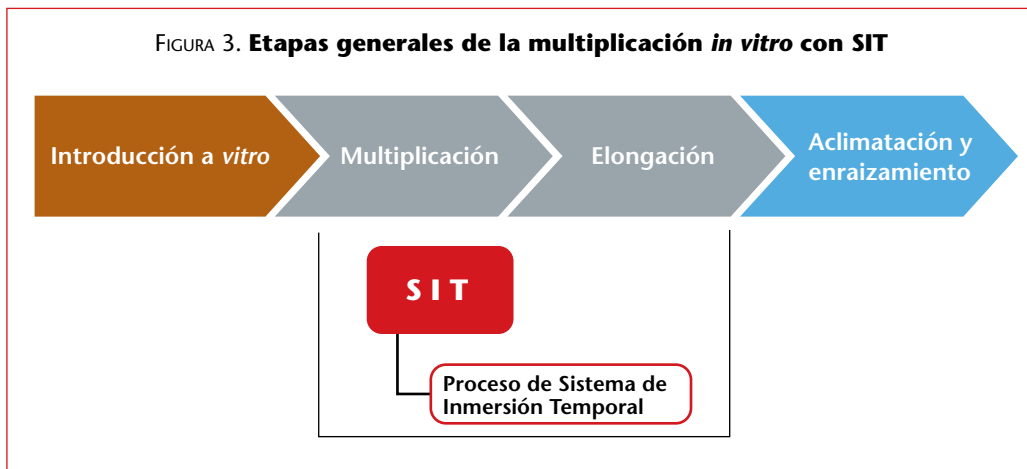 FIGURA 3. Etapas generales de la multiplicación in vitro con SIT
Introducción a vitro
Multiplicación
Elongación
Aclimatación y
enraizamiento
SIT
Proceso de Sistema de
Inmersión Temporal